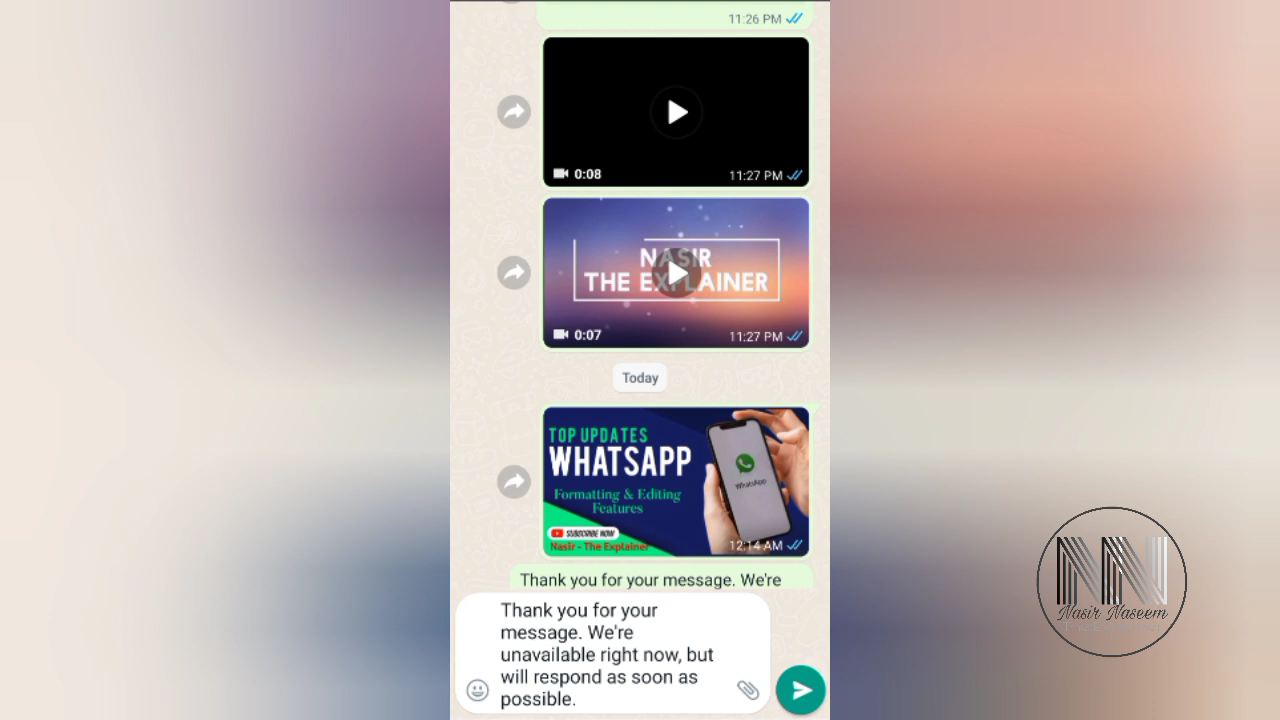 11:26 PM
0:08
11:27 PM
NASIR
THE EXPLAINER
0:07
11:27 PM
Today
TOP UPDATES
WHATSAPP
Formatting & Editing
Features
WhatsApp
SUBSCRIBE NOW
Nasir - The Explainer
12:14 AM
Thank you for your message. We're
Thank you for your
message. We're
unavailable right now, but
will respond as soon as
possible.
NN
Nasir Naseem